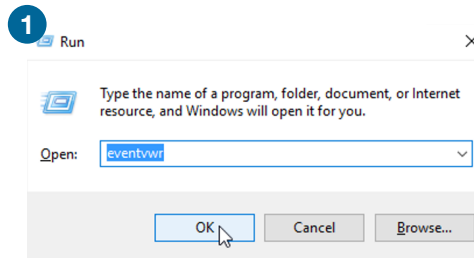 1
Run
Type the name of a program, folder, document, or Internet
resource, and Windows will open it for you.
Open: eventvwr
OK Cancel Browse...